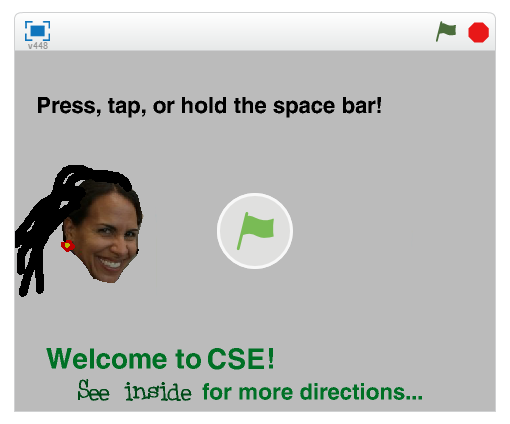 v448
Press, tap, or hold the space bar!
Welcome to CSE!
See inside for more directions...